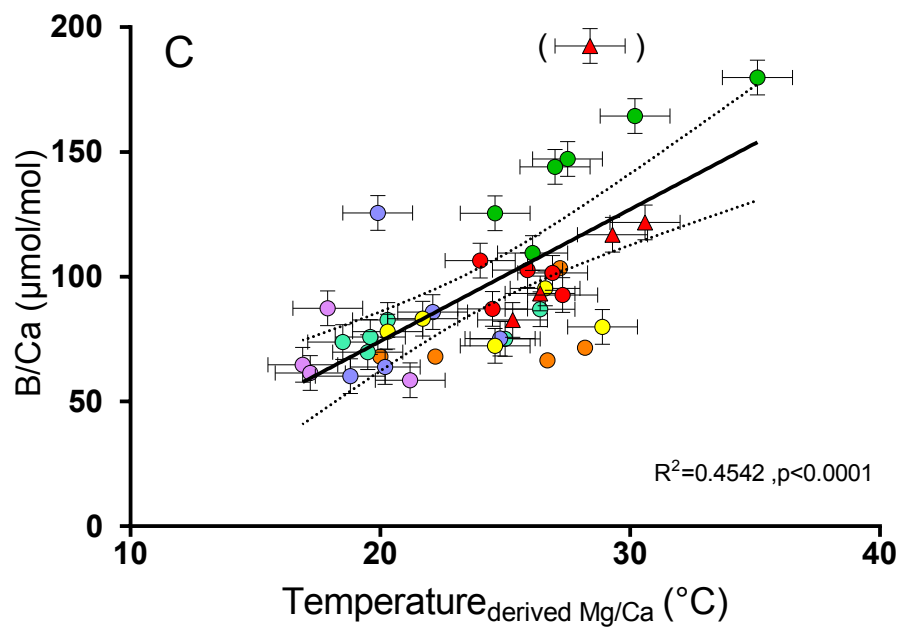 C
( )
200
150
100
50
0
B/Ca (µmol/mol)
R²=0.4542 ,p<0.0001
10 20 30 40
Temperature derived Mg/Ca (°C)